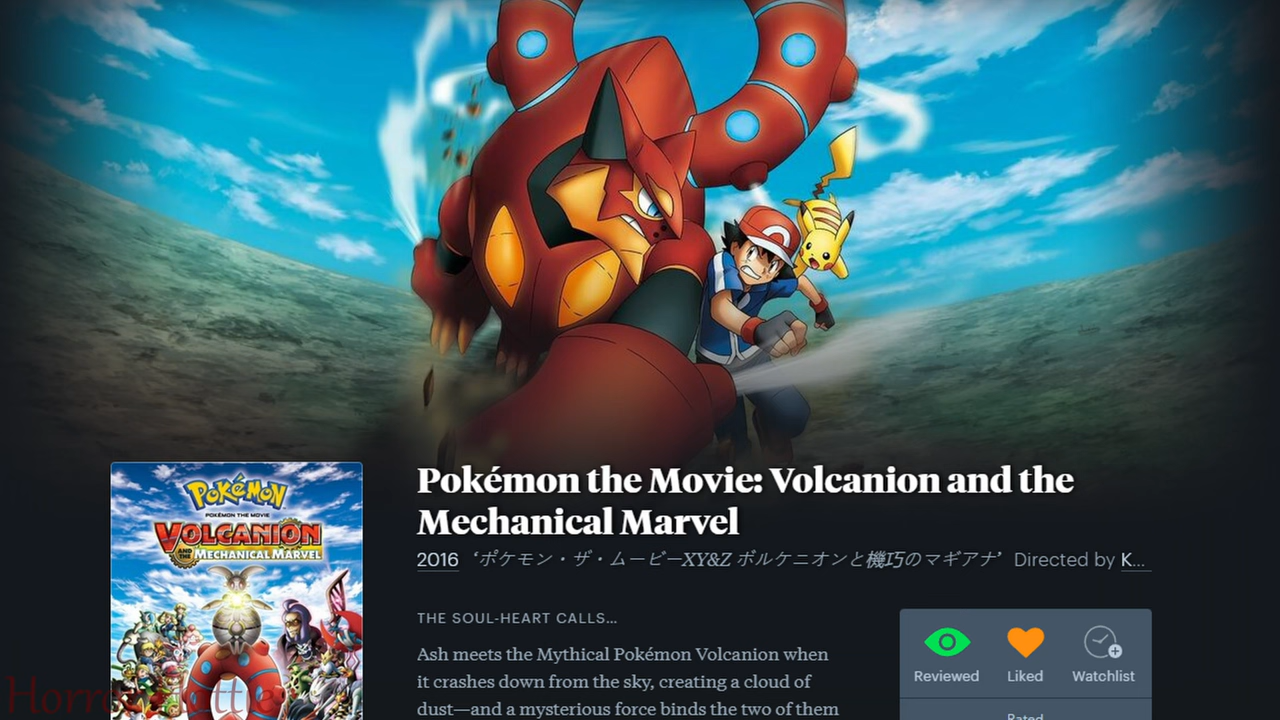 Pokémon the Movie: Volcanion and the
Mechanical Marvel
2016 ‘ポケモン・ザ・ムービーXY&Z ボルケニオンと機巧のマギアナ’ Directed by K...
POKéMON
POKÉMON THE MOVIE
VOLCANION
AND THE MECHANICAL MARVEL
THE SOUL-HEART CALLS...
Ash meets the Mythical Pokémon Volcanion when
it crashes down from the sky, creating a cloud of
dust—and a mysterious force binds the two of them
Reviewed Liked Watchlist
Rated